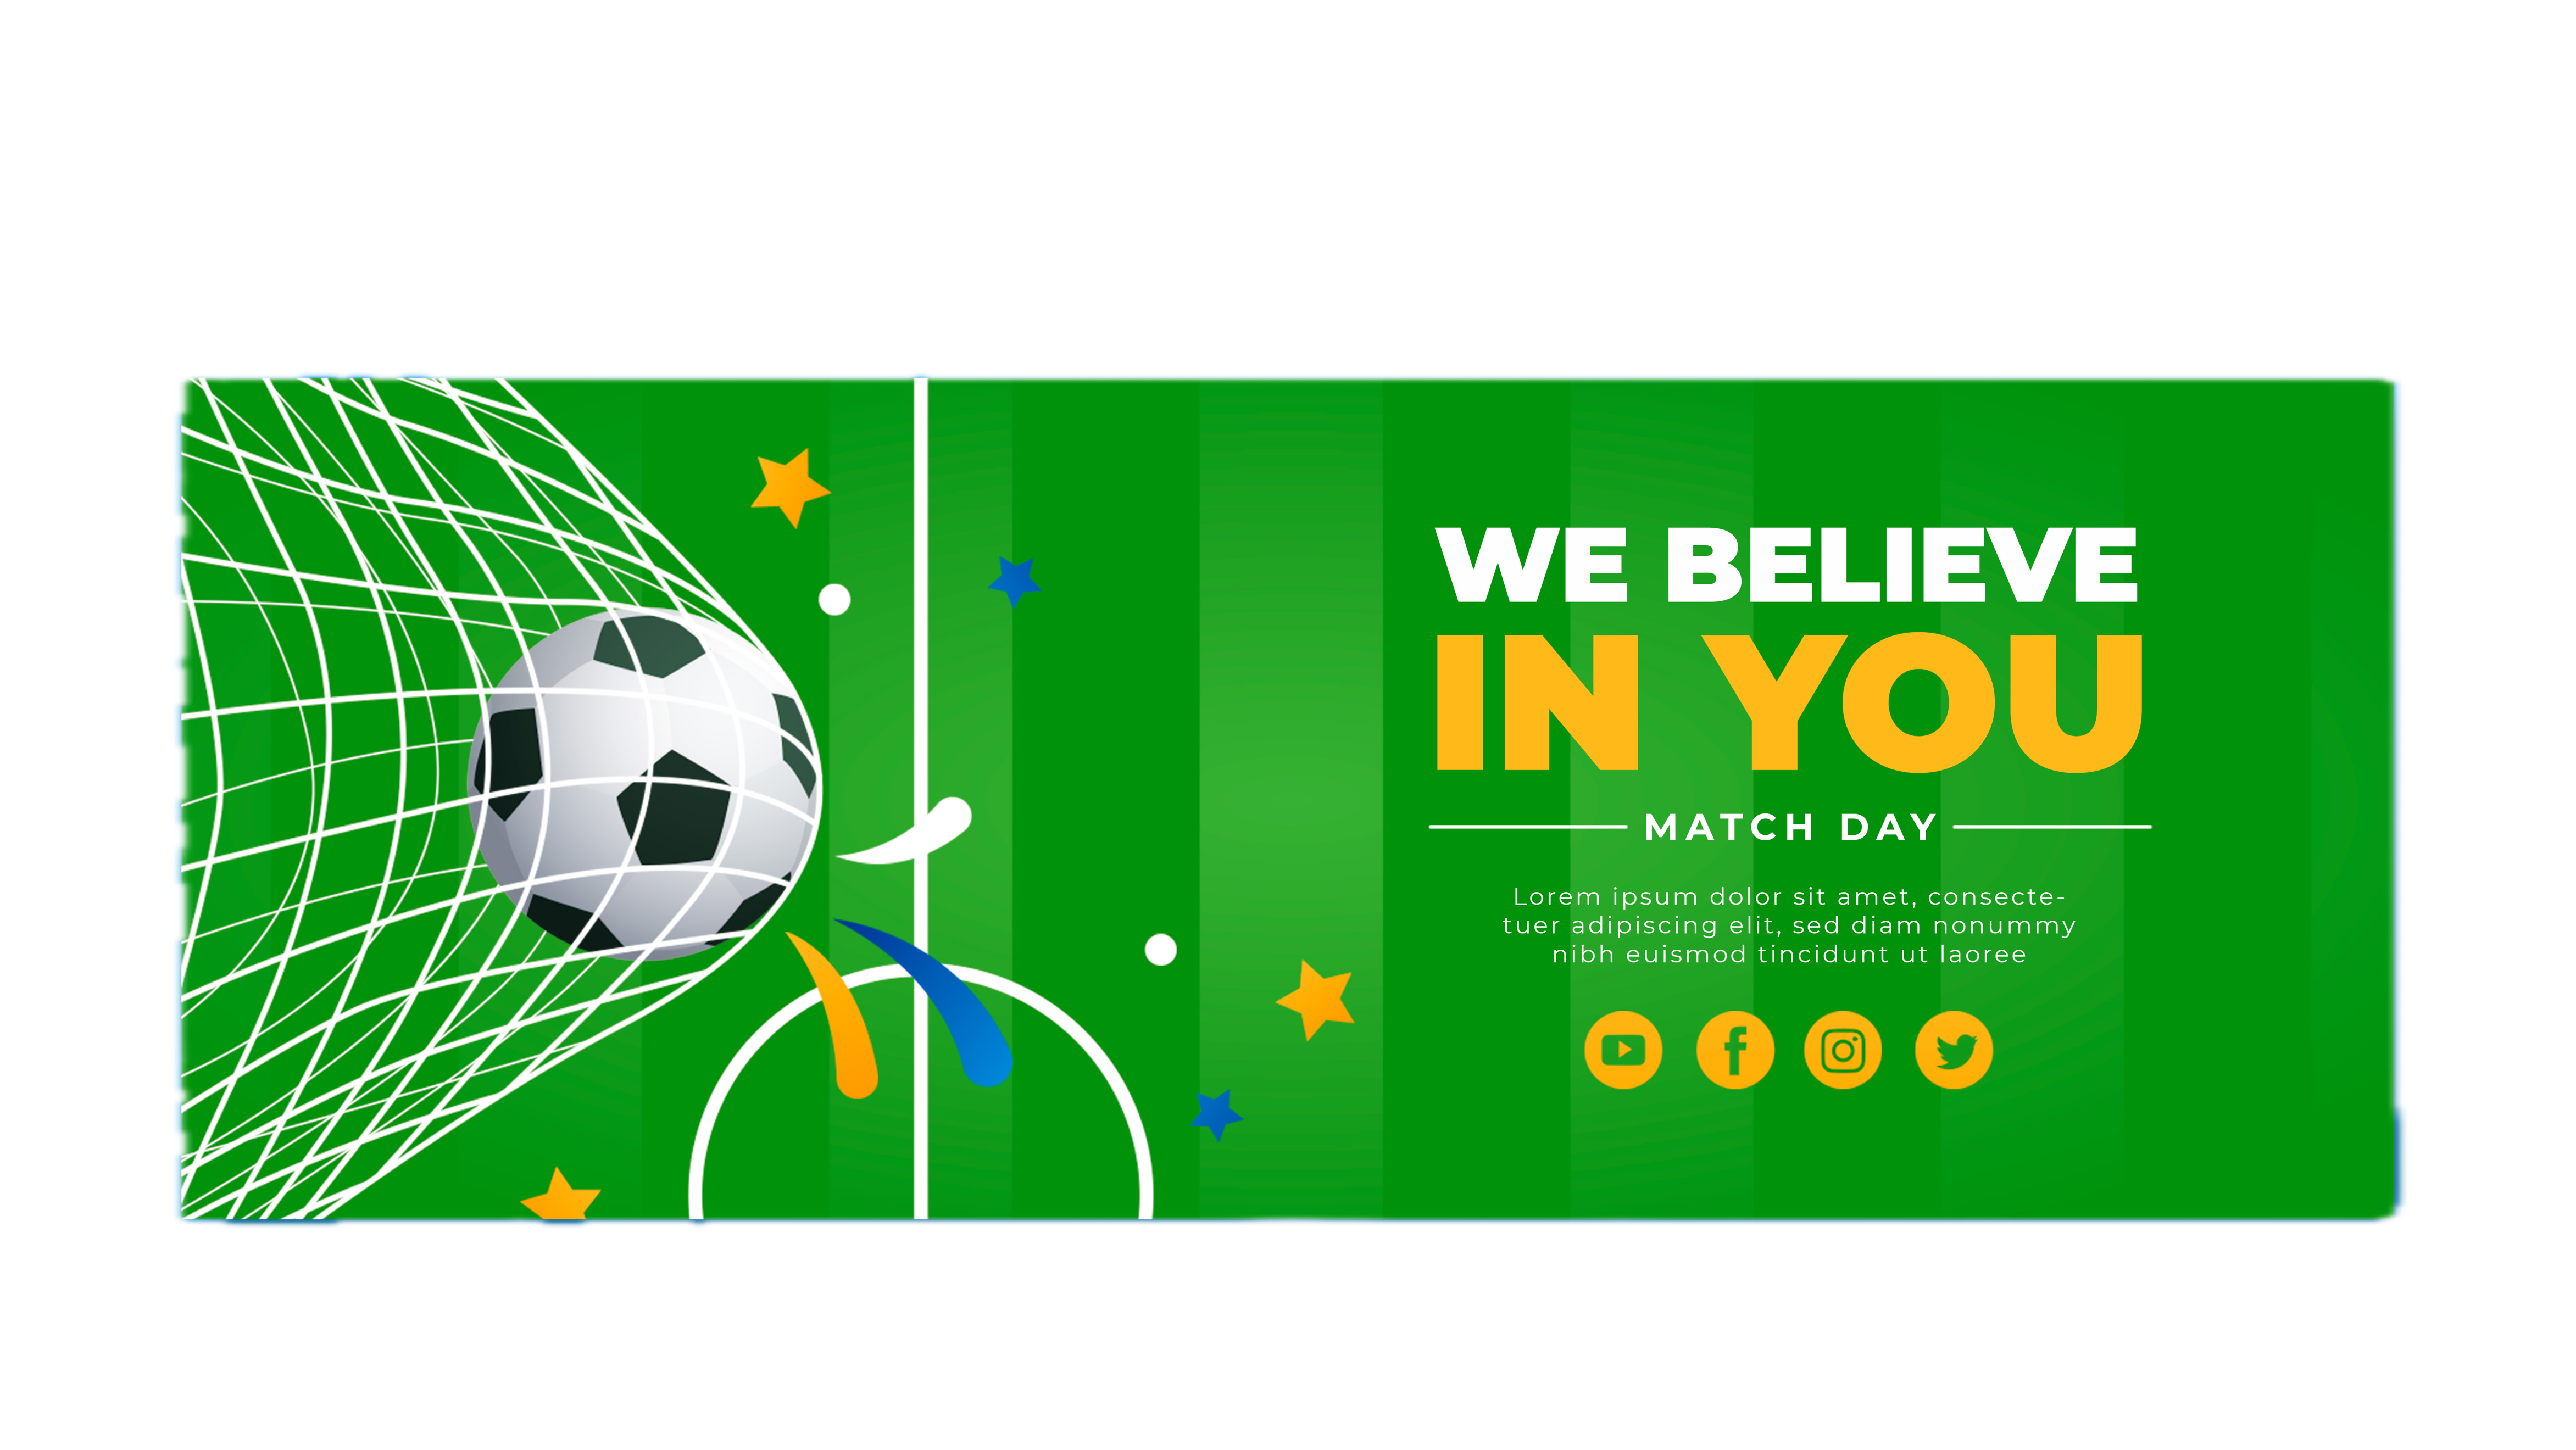 WE BELIEVE
IN YOU
MATCH DAY
Lorem ipsum dolor sit amet, consecte-
tuer adipiscing elit, sed diam nonummy
nibh euismod tincidunt ut laoree